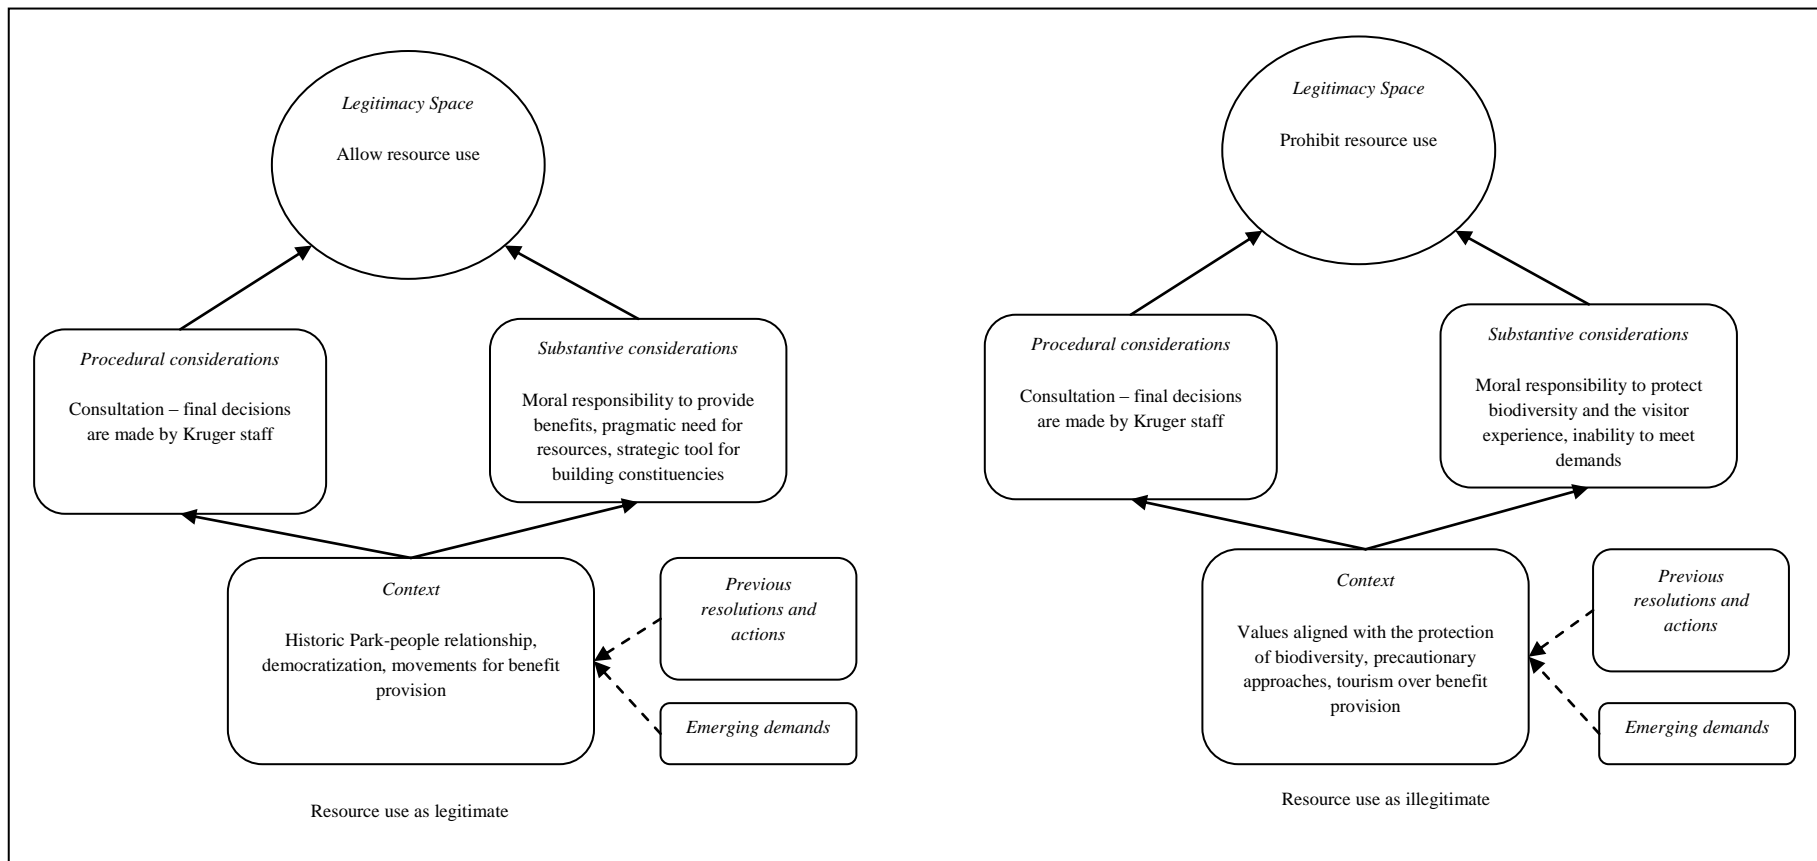 Legitimacy Space
Allow resource use
Procedural considerations
Consultation – final decisions
are made by Kruger staff
Substantive considerations
Moral responsibility to provide
benefits, pragmatic need for
resources, strategic tool for
building constituencies
Context
Historic Park-people relationship,
democratization, movements for benefit
provision
Previous
resolutions and
actions
Emerging demands
Resource use as legitimate
Legitimacy Space
Prohibit resource use
Procedural considerations
Consultation – final decisions
are made by Kruger staff
Substantive considerations
Moral responsibility to protect
biodiversity and the visitor
experience, inability to meet
demands
Context
Values aligned with the protection
of biodiversity, precautionary
approaches, tourism over benefit
provision
Previous
resolutions and
actions
Emerging demands
Resource use as illegitimate